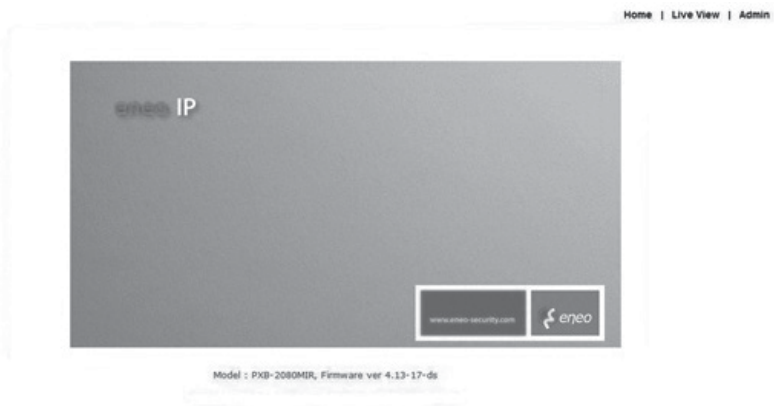 Home | Live View | Admin
eneo IP
www.eneo-security.com
eneo
Model : PXB-2080MIR, Firmware ver 4.13-17-ds